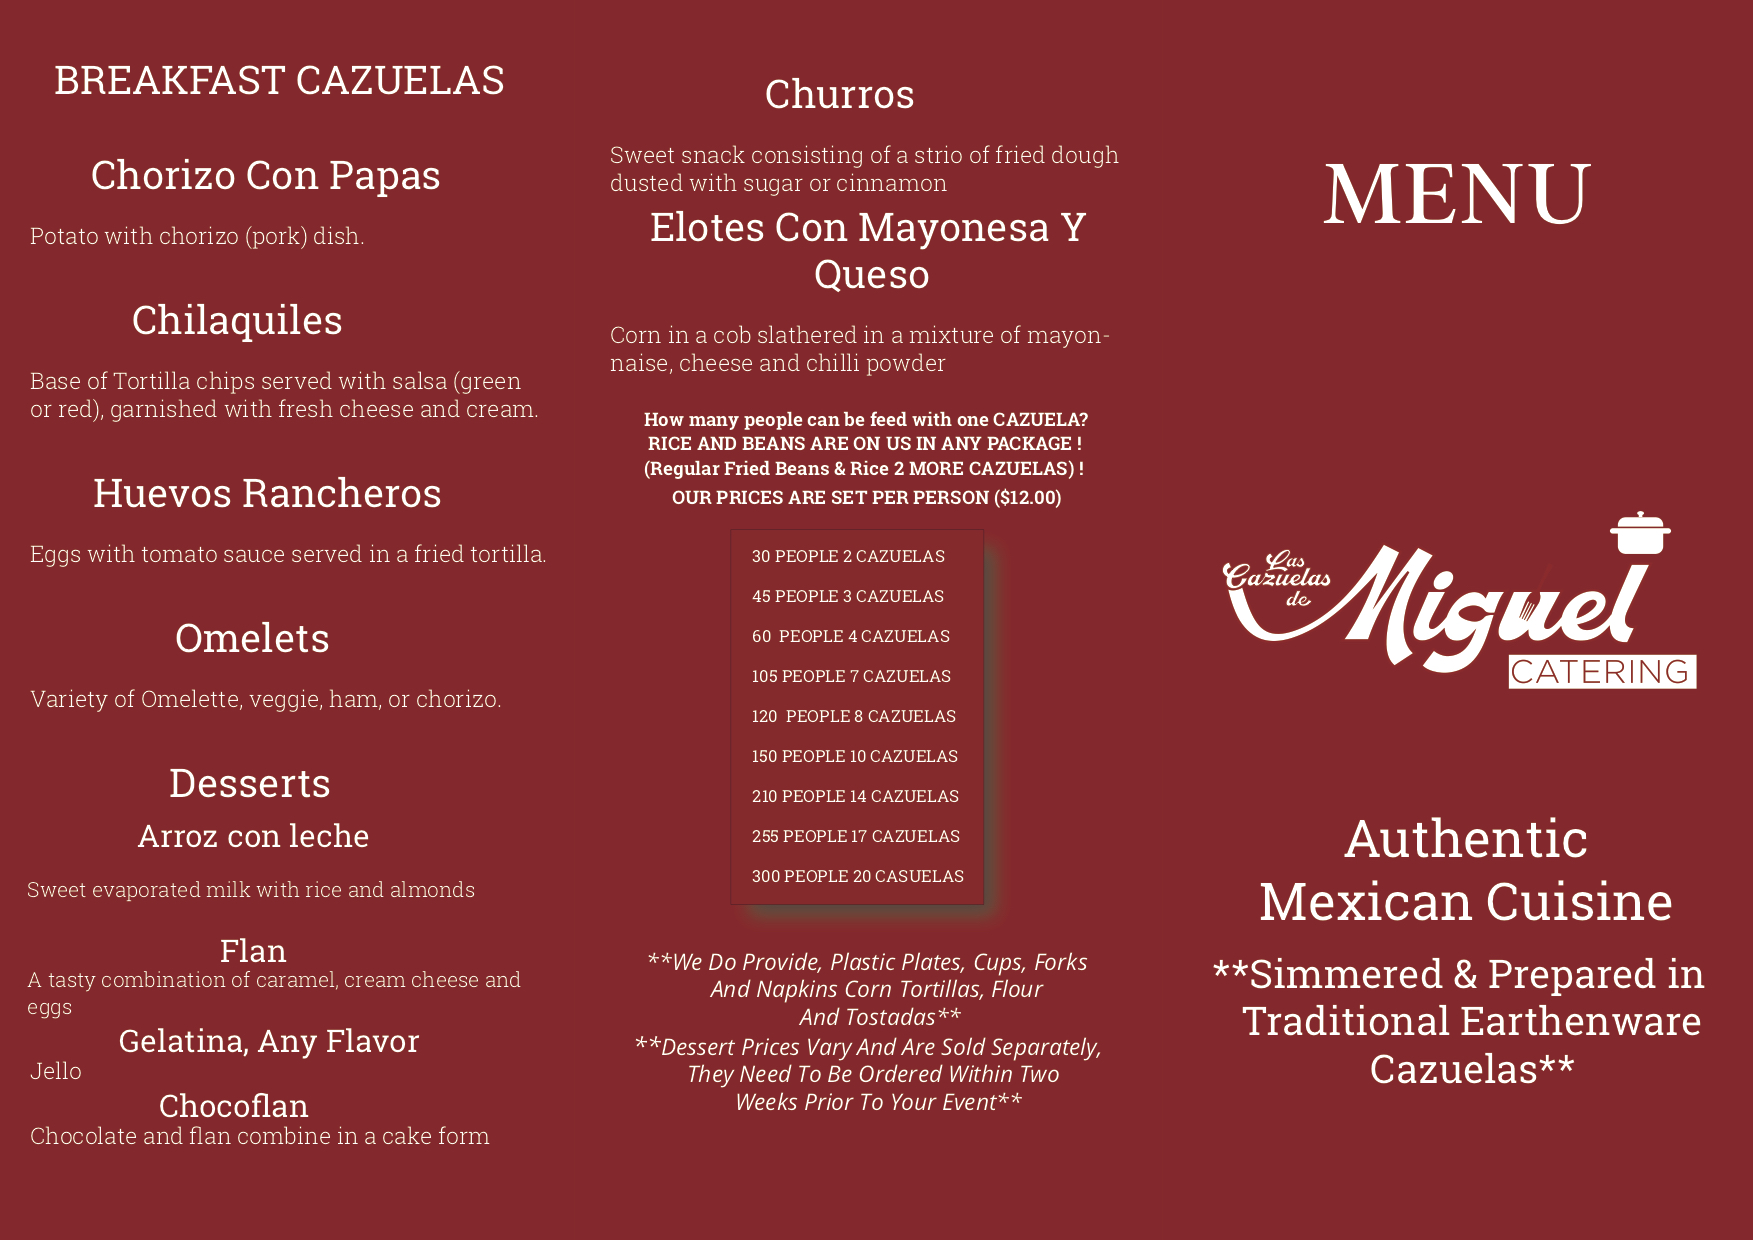 BREAKFAST CAZUELAS
Chorizo Con Papas
Potato with chorizo (pork) dish.
Chilaquiles
Base of Tortilla chips served with salsa (green
or red), garnished with fresh cheese and cream.
Huevos Rancheros
Eggs with tomato sauce served in a fried tortilla.
Omelets
Variety of Omelette, veggie, ham, or chorizo.
Desserts
Arroz con leche
Sweet evaporated milk with rice and almonds
Flan
A tasty combination of caramel, cream cheese and
eggs
Gelatina, Any Flavor
Jello
Chocoflan
Chocolate and flan combine in a cake form
Churros
Sweet snack consisting of a strio of fried dough
dusted with sugar or cinnamon
Elotes Con Mayonesa Y
Queso
Corn in a cob slathered in a mixture of mayon-
naise, cheese and chilli powder
How many people can be feed with one CAZUELA?
RICE AND BEANS ARE ON US IN ANY PACKAGE !
(Regular Fried Beans & Rice 2 MORE CAZUELAS) !
OUR PRICES ARE SET PER PERSON ($12.00)
30 PEOPLE 2 CAZUELAS
45 PEOPLE 3 CAZUELAS
60 PEOPLE 4 CAZUELAS
105 PEOPLE 7 CAZUELAS
120 PEOPLE 8 CAZUELAS
150 PEOPLE 10 CAZUELAS
210 PEOPLE 14 CAZUELAS
255 PEOPLE 17 CAZUELAS
300 PEOPLE 20 CASUELAS
**We Do Provide, Plastic Plates, Cups, Forks
And Napkins Corn Tortillas, Flour
And Tostadas**
**Dessert Prices Vary And Are Sold Separately,
They Need To Be Ordered Within Two
Weeks Prior To Your Event**
MENU
Las
Cazuelas
de
Miguel
CATERING
Authentic
Mexican Cuisine
**Simmered & Prepared in
Traditional Earthenware
Cazuelas**